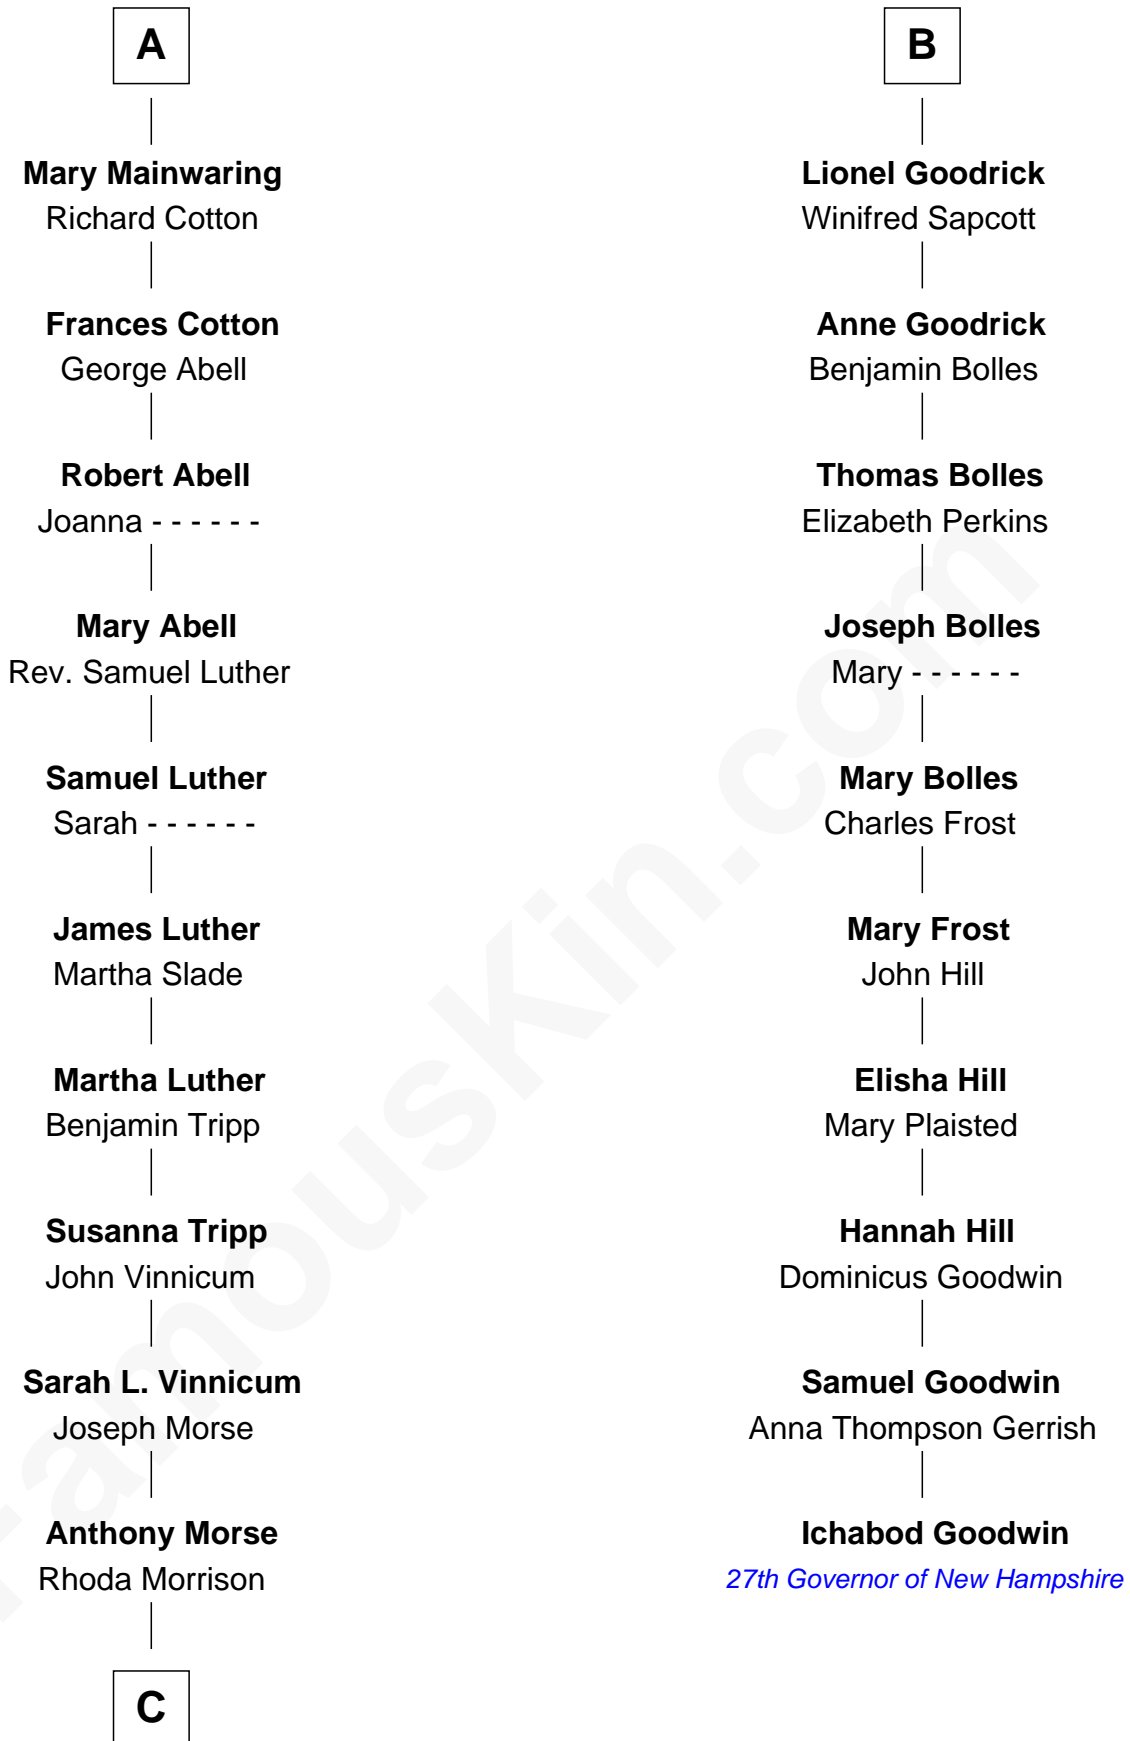 A
Mary Mainwaring
Richard Cotton
Frances Cotton
George Abell
Robert Abell
Joanna - - - - - -
Mary Abell
Rev. Samuel Luther
Samuel Luther
Sarah - - - - - -
James Luther
Martha Slade
Martha Luther
Benjamin Tripp
Susanna Tripp
John Vinnicum
Sarah L. Vinnicum
Joseph Morse
Anthony Morse
Rhoda Morrison
C
B
Lionel Goodrick
Winifred Sapcott
Anne Goodrick
Benjamin Bolles
Thomas Bolles
Elizabeth Perkins
Joseph Bolles
Mary - - - - - -
Mary Bolles
Charles Frost
Mary Frost
John Hill
Elisha Hill
Mary Plaisted
Hannah Hill
Dominicus Goodwin
Samuel Goodwin
Anna Thompson Gerrish
Ichabod Goodwin
27th Governor of New Hampshire
FamousKin.com